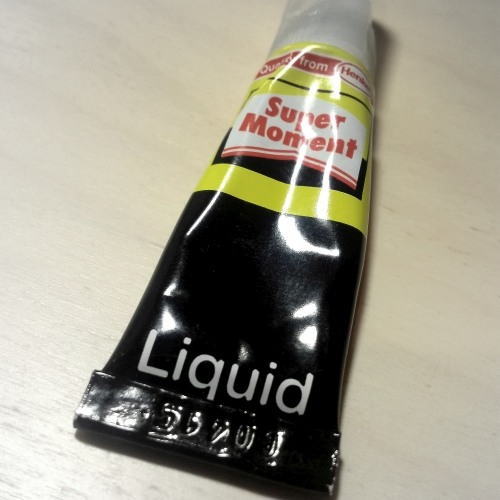 Quality from Henkel
Super
Moment
Liquid